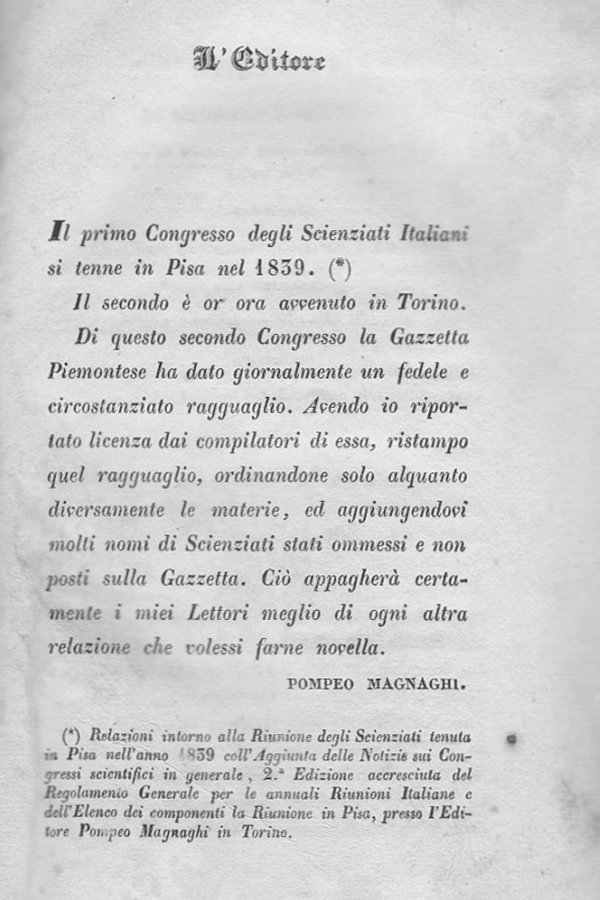 L'Editore
Il primo Congresso degli Scienziati Italiani
si tenne in Pisa nel 1839. (*)
Il secondo è or ora avvenuto in Torino.
Di questo secondo Congresso la Gazzetta
Piemontese ha dato giornalmente un fedele e
circostanziato ragguaglio. Avendo io ripor-
tato licenza dai compilatori di essa, ristampo
quel ragguaglio, ordinandone solo alquanto
diversamente le materie, ed aggiungendovi
molti nomi di Scienziati stati ommessi e non
posti sulla Gazzetta. Ciò appagherà certa-
mente i miei Lettori meglio di ogni altra
relazione che volessi farne novella.
POMPEO MAGNAGHI.
(*) Relazioni intorno alla Riunione degli Scienziati tenuta
in Pisa nell'anno 1839 coll'Aggiunta delle Notizie sui Con-
gressi scientifici in generale, 2.ª Edizione accresciuta del
Regolamento Generale per le annuali Riunioni Italiane e
dell'Elenco dei componenti la Riunione in Pisa, presso l'Edi-
tore Pompeo Magnaghi in Torino.